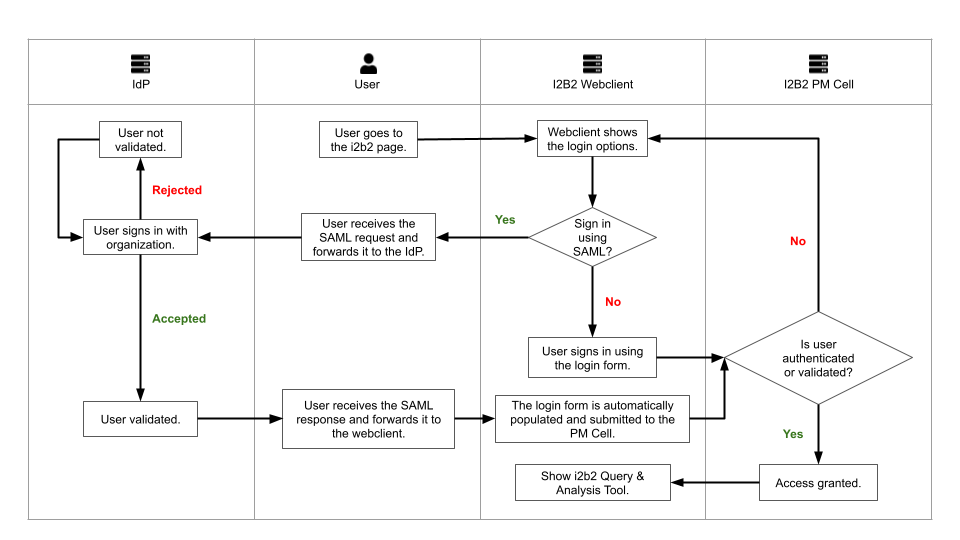 IdP
User
I2B2 Webclient
I2B2 PM Cell
User not
validated.
User goes to
the i2b2 page.
Webclient shows
the login options.
Rejected
User signs in with
organization.
User receives the
SAML request and
forwards it to the IdP.
Yes
Sign in
using
SAML?
No
No
Accepted
User signs in using
the login form.
Is user
authenticated
or validated?
User validated.
User receives the SAML
response and forwards it to
the webclient.
The login form is automatically
populated and submitted to the
PM Cell.
Yes
Show i2b2 Query &
Analysis Tool.
Access granted.